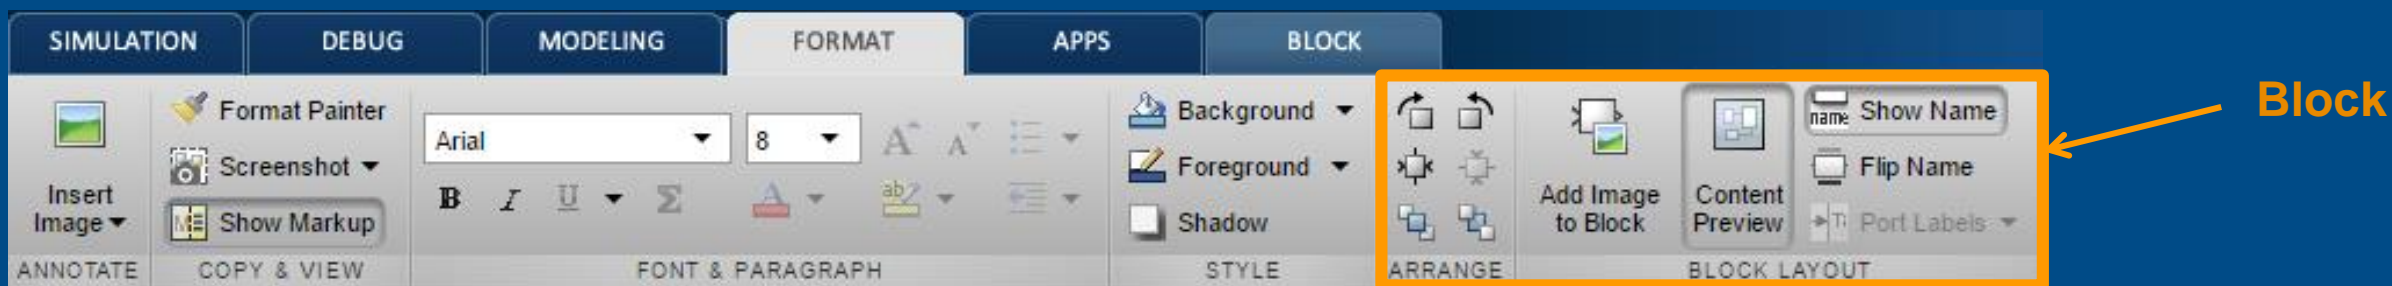 SIMULATION DEBUG MODELING FORMAT APPS BLOCK
Insert
Image
ANNOTATE
Format Painter
Screenshot
Show Markup
COPY & VIEW
Arial 8
FONT & PARAGRAPH
Background
Foreground
Shadow
STYLE
ARRANGE
Add Image
to Block
Content
Preview
name Show Name
Flip Name
Port Labels
BLOCK LAYOUT
Block